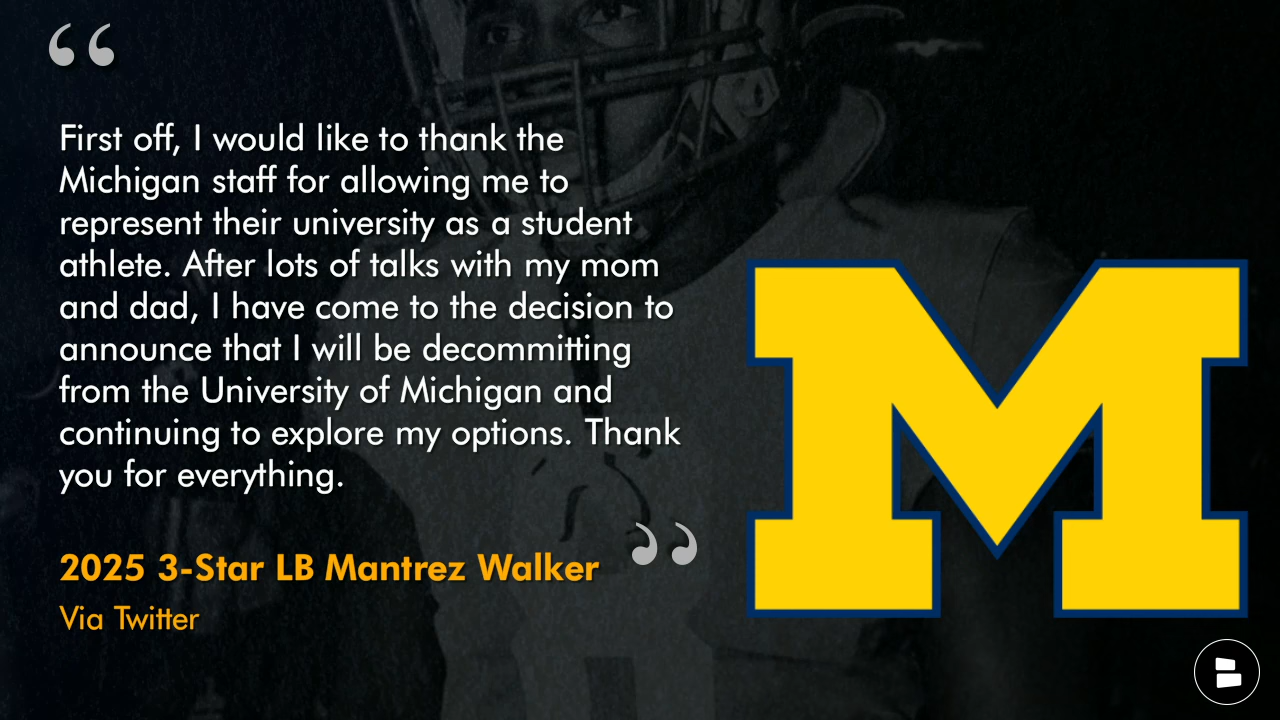 “
First off, I would like to thank the
Michigan staff for allowing me to
represent their university as a student
athlete. After lots of talks with my mom
and dad, I have come to the decision to
announce that I will be decommitting
from the University of Michigan and
continuing to explore my options. Thank
you for everything.
”
2025 3-Star LB Mantrez Walker
Via Twitter
M